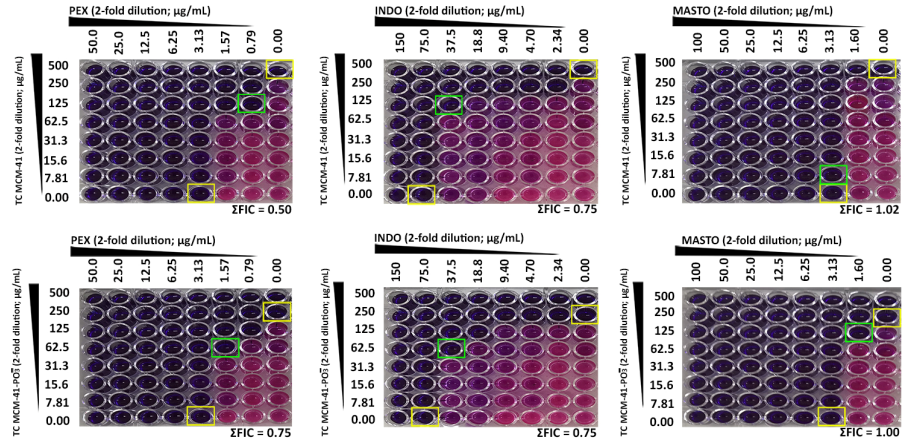 PEX (2-fold dilution; µg/mL)
50.0 25.0 12.5 6.25 3.13 1.57 0.79 0.00
TC MCM-41 (2-fold dilution; µg/mL)
500
250
125
62.5
31.3
15.6
7.81
0.00
ΣFIC = 0.50
INDO (2-fold dilution; µg/mL)
150 75.0 37.5 18.8 9.40 4.70 2.34 0.00
TC MCM-41 (2-fold dilution; µg/mL)
500
250
125
62.5
31.3
15.6
7.81
0.00
ΣFIC = 0.75
MASTO (2-fold dilution; µg/mL)
100 50.0 25.0 12.5 6.25 3.13 1.60 0.00
TC MCM-41 (2-fold dilution; µg/mL)
500
250
125
62.5
31.3
15.6
7.81
0.00
ΣFIC = 1.02
PEX (2-fold dilution; µg/mL)
50.0 25.0 12.5 6.25 3.13 1.57 0.79 0.00
TC MCM-41-PO3̄ (2-fold dilution; µg/mL)
500
250
125
62.5
31.3
15.6
7.81
0.00
ΣFIC = 0.75
INDO (2-fold dilution; µg/mL)
150 75.0 37.5 18.8 9.40 4.70 2.34 0.00
TC MCM-41-PO3̄ (2-fold dilution; µg/mL)
500
250
125
62.5
31.3
15.6
7.81
0.00
ΣFIC = 0.75
MASTO (2-fold dilution; µg/mL)
100 50.0 25.0 12.5 6.25 3.13 1.60 0.00
TC MCM-41-PO3̄ (2-fold dilution; µg/mL)
500
250
125
62.5
31.3
15.6
7.81
0.00
ΣFIC = 1.00